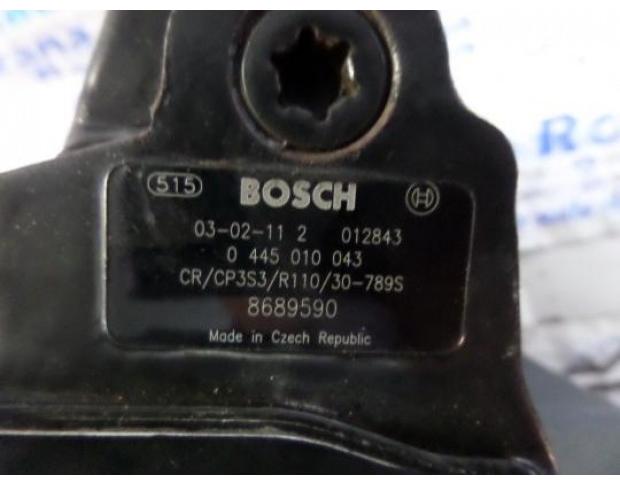 515 BOSCH
03-02-11 2 012843
0 445 010 043
CR/CP3S3/R110/30-789S
8689590
Made in Czech Republic